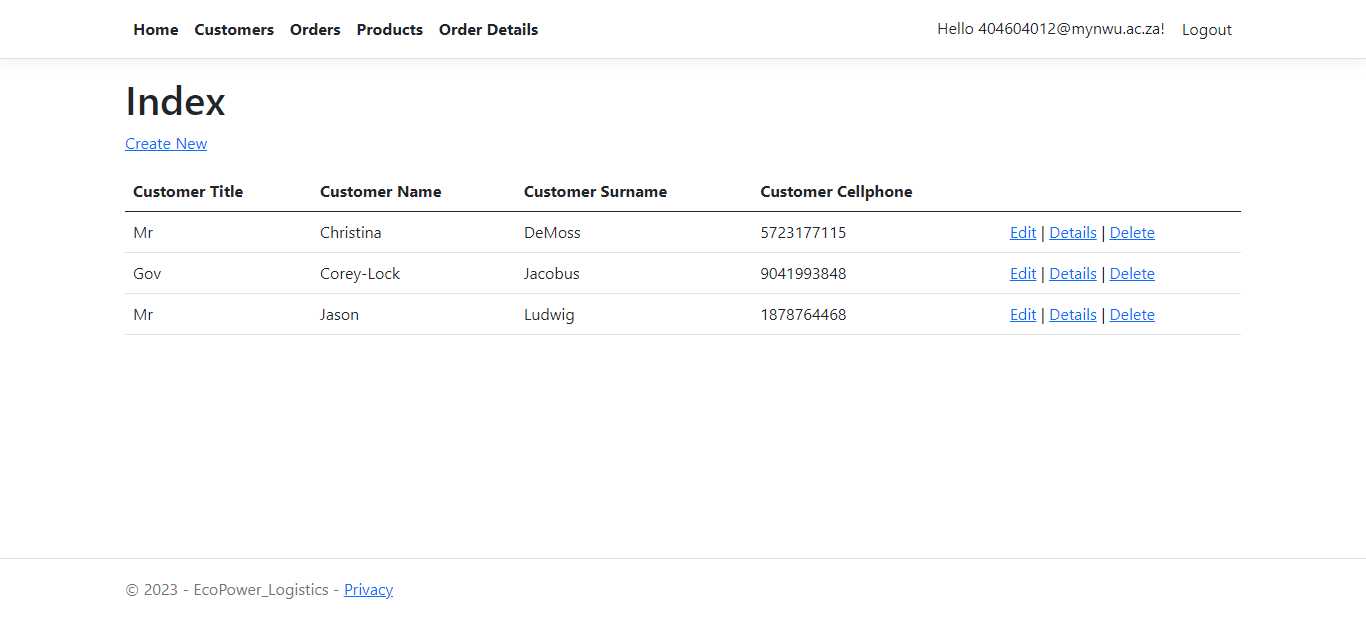 Home Customers Orders Products Order Details Hello 404604012@mynwu.ac.za! Logout
Index
Create New
Customer Title Customer Name Customer Surname Customer Cellphone
Mr Christina DeMoss 5723177115 Edit | Details | Delete
Gov Corey-Lock Jacobus 9041993848 Edit | Details | Delete
Mr Jason Ludwig 1878764468 Edit | Details | Delete
© 2023 - EcoPower_Logistics - Privacy